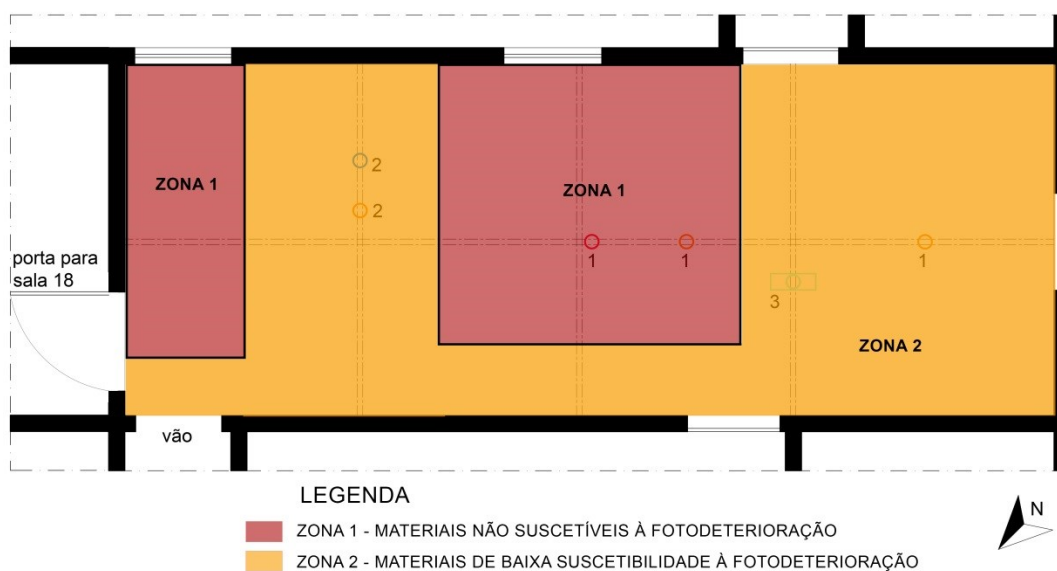 ZONA 1
2
2
ZONA 1
1
1
1
3
porta para
sala 18
ZONA 2
vão
LEGENDA
ZONA 1 - MATERIAIS NÃO SUSCETÍVEIS À FOTODETERIORAÇÃO
ZONA 2 - MATERIAIS DE BAIXA SUSCETIBILIDADE À FOTODETERIORAÇÃO
N